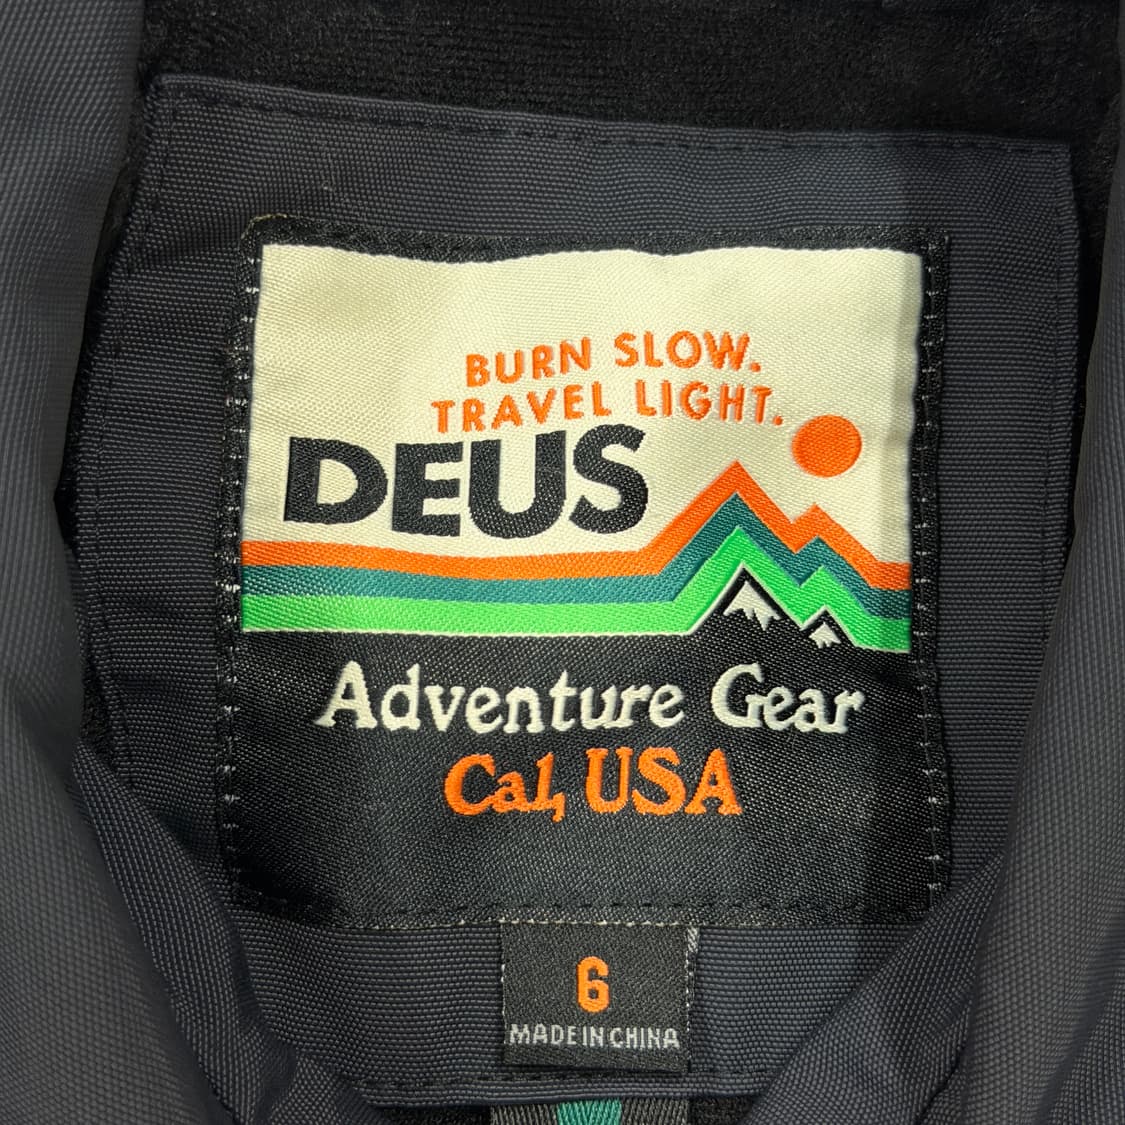 BURN SLOW.
TRAVEL LIGHT.
DEUS
Adventure Gear
Cal, USA
6
MADE IN CHINA